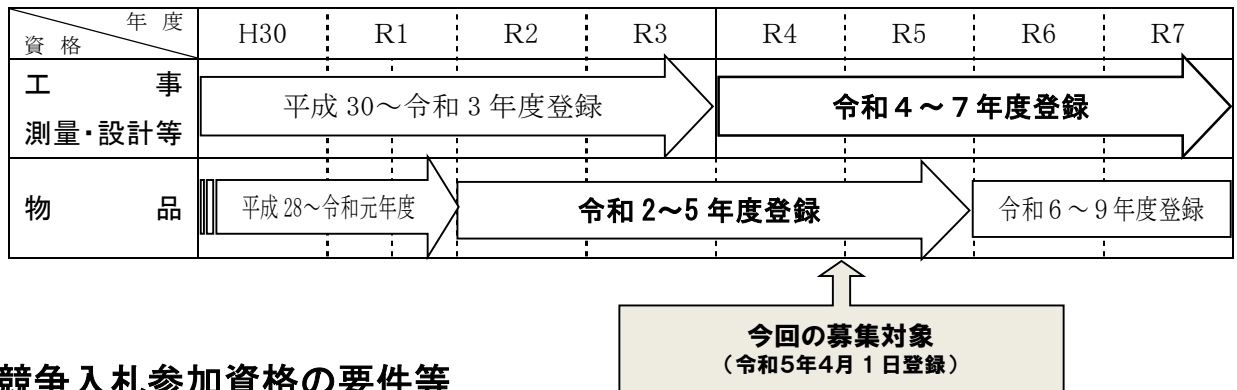 年 度
資 格
H30 R1 R2 R3 R4 R5 R6 R7
工 事
測量・設計等
平成 30～令和 3 年度登録
令和４～７年度登録
物 品
平成 28～令和元年度
令和 2～5 年度登録
令和６～９年度登録
今回の募集対象
（令和5年4月１日登録）
競争入札参加資格の要件等